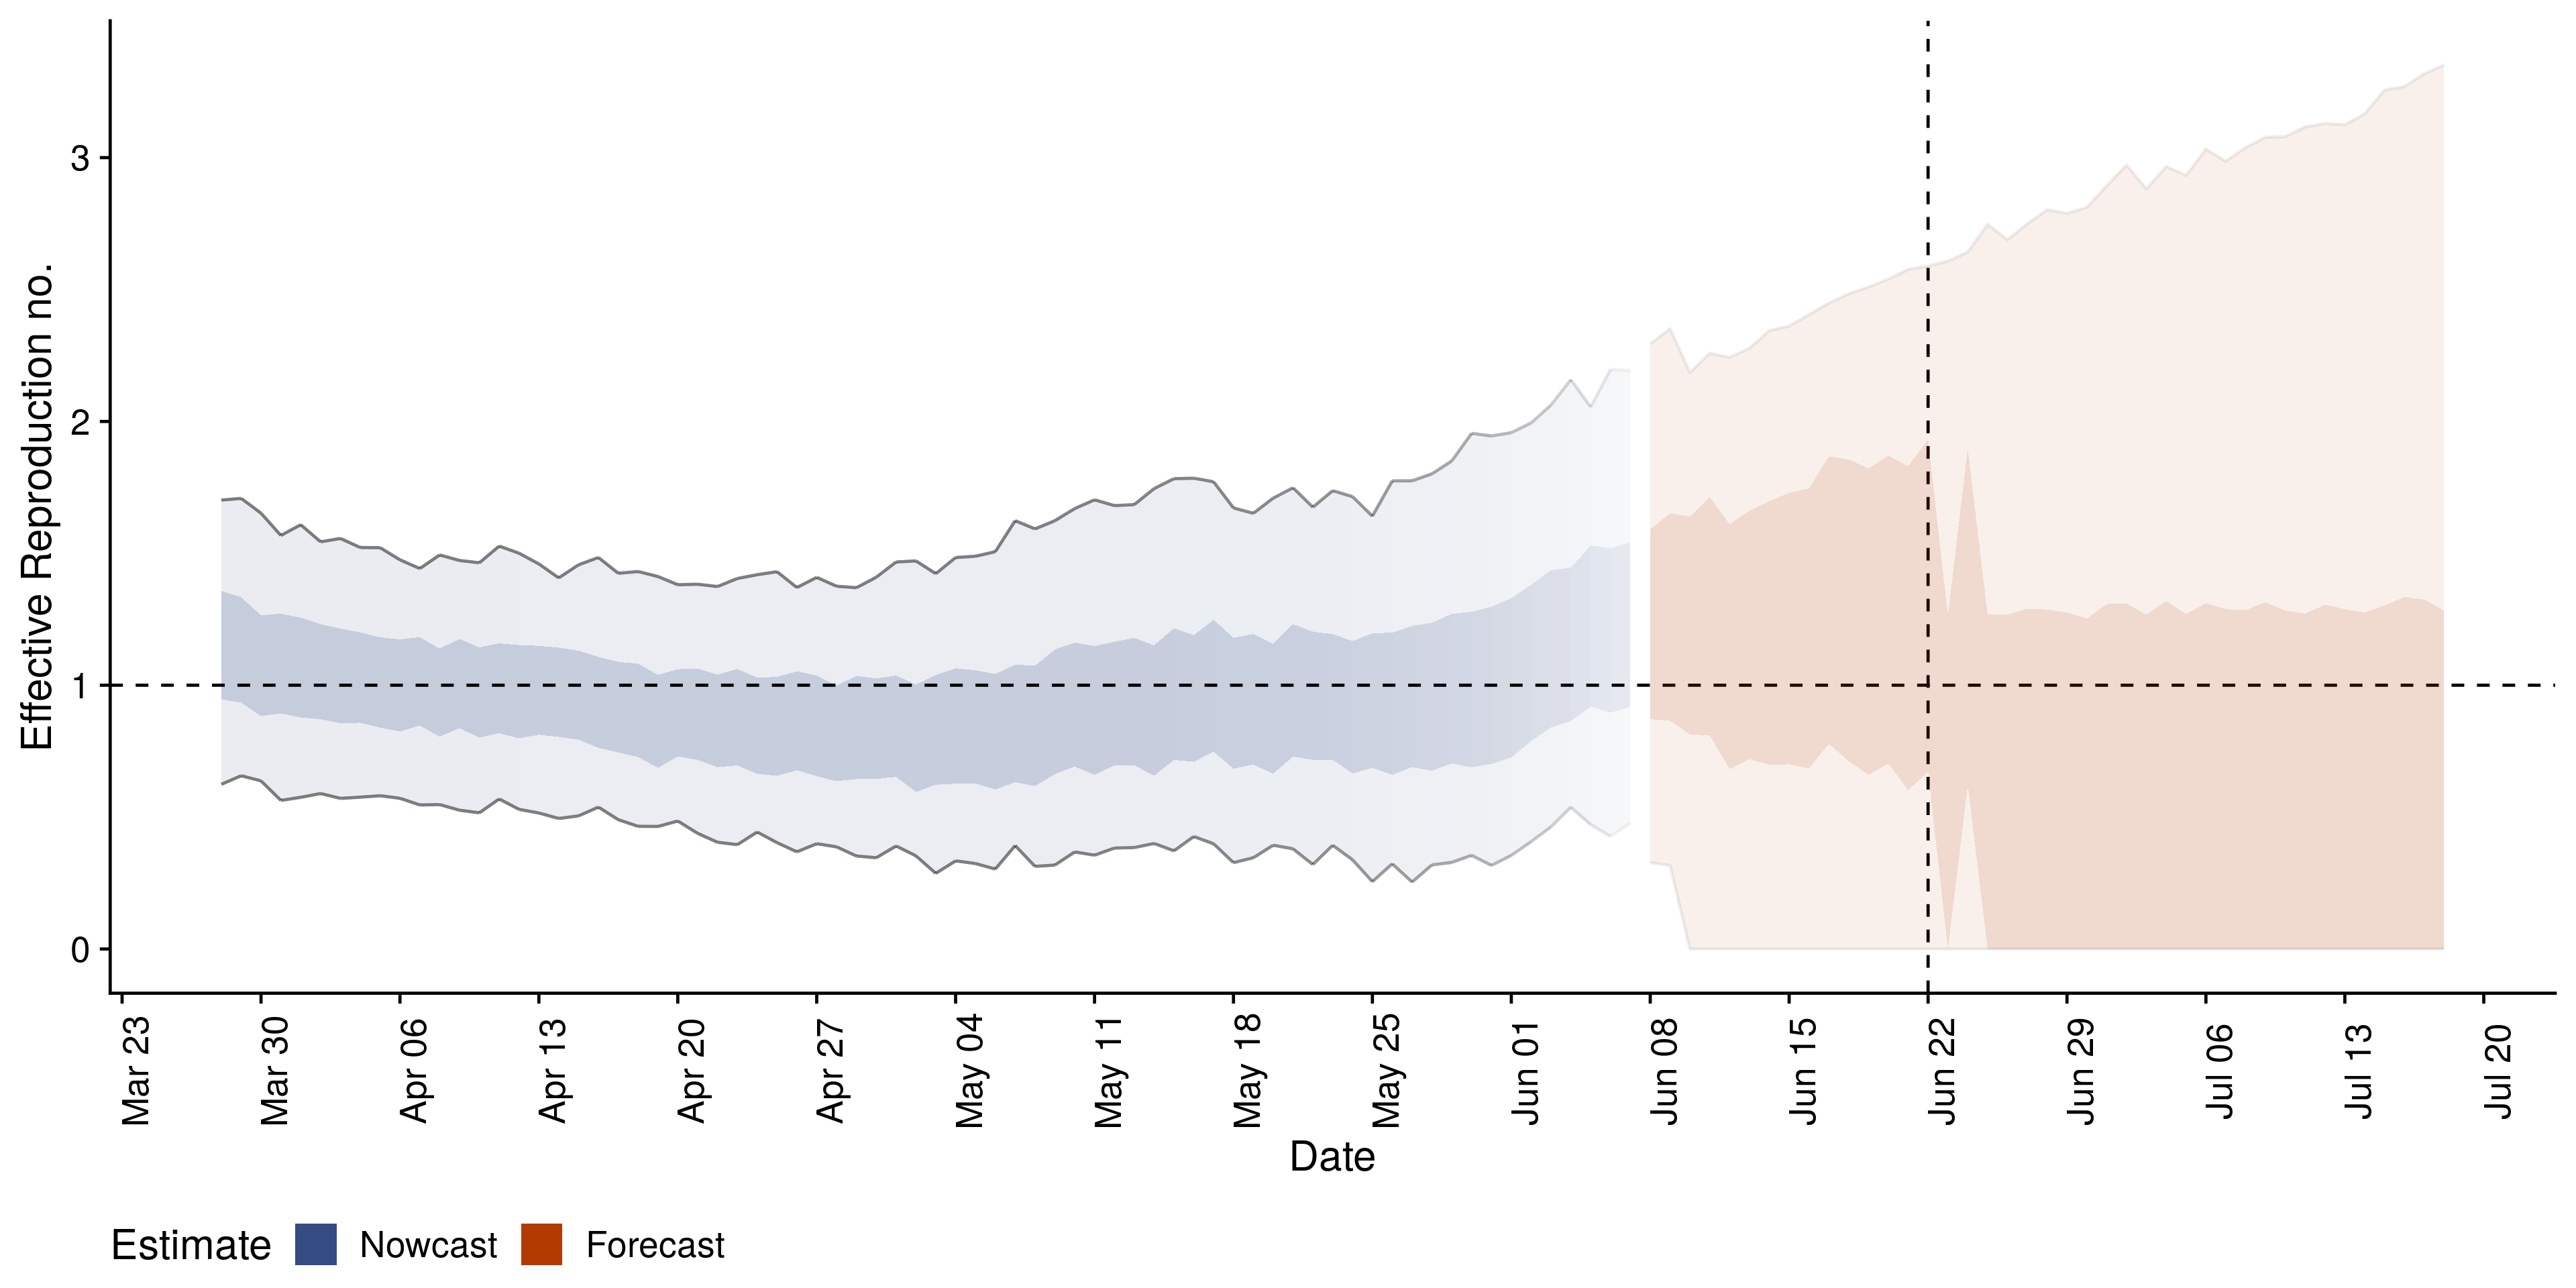 Effective Reproduction no.
3
2
1
0
Mar 23
Mar 30
Apr 06
Apr 13
Apr 20
Apr 27
May 04
May 11
May 18
May 25
Jun 01
Jun 08
Jun 15
Jun 22
Jun 29
Jul 06
Jul 13
Jul 20
Date
Estimate Nowcast Forecast